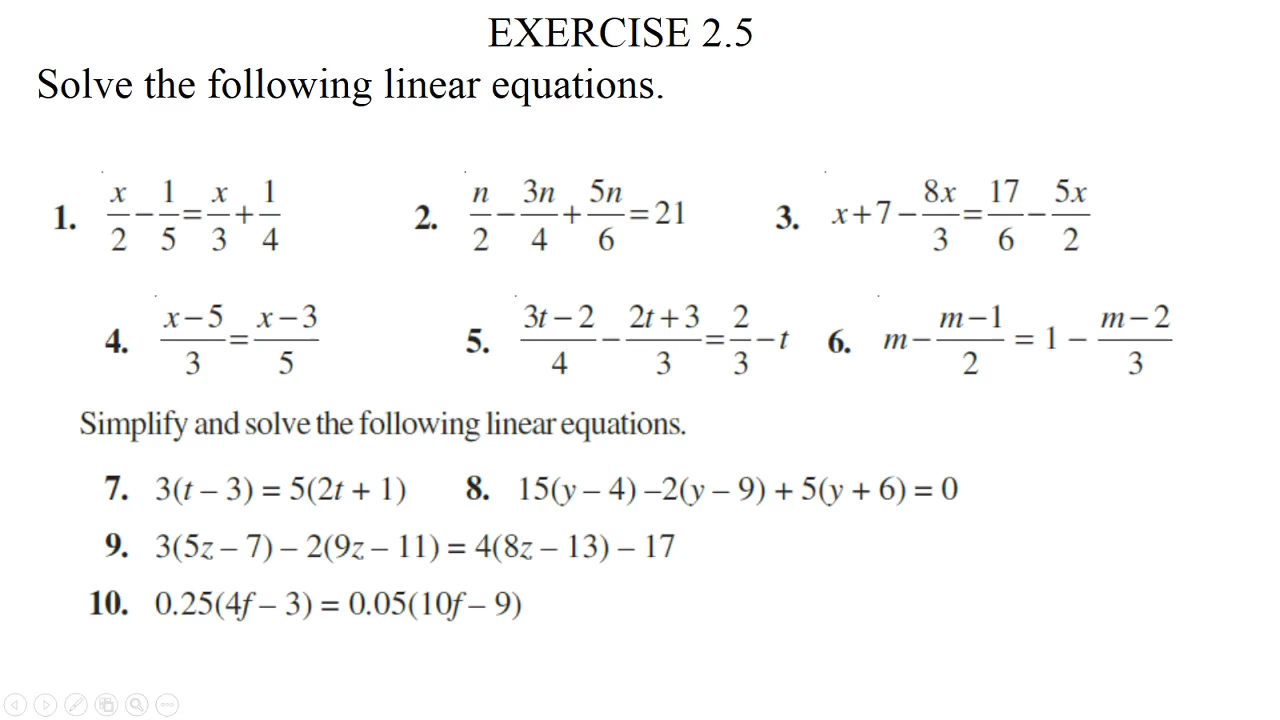 EXERCISE 2.5
Solve the following linear equations.
1. x/2 – 1/5 = x/3 + 1/4 2. n/2 – 3n/4 + 5n/6 = 21 3. x + 7 – 8x/3 = 17/6 – 5x/2
4. (x – 5)/3 = (x – 3)/5 5. (3t – 2)/4 – (2t + 3)/3 = 2/3 – t 6. m – (m – 1)/2 = 1 – (m – 2)/3
Simplify and solve the following linear equations.
7. 3(t – 3) = 5(2t + 1) 8. 15(y – 4) –2(y – 9) + 5(y + 6) = 0
9. 3(5z – 7) – 2(9z – 11) = 4(8z – 13) – 17
10. 0.25(4f – 3) = 0.05(10f – 9)